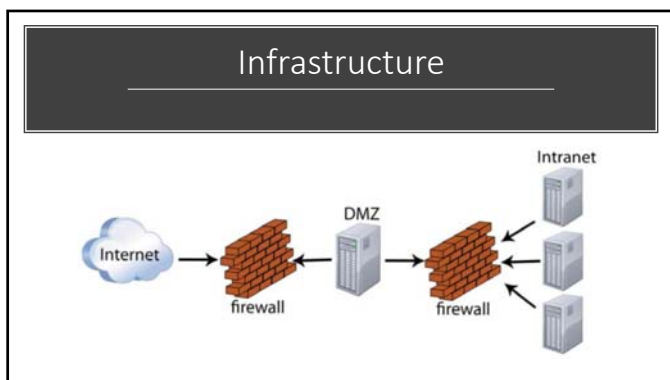 Infrastructure
Intranet
DMZ
Internet
firewall
firewall